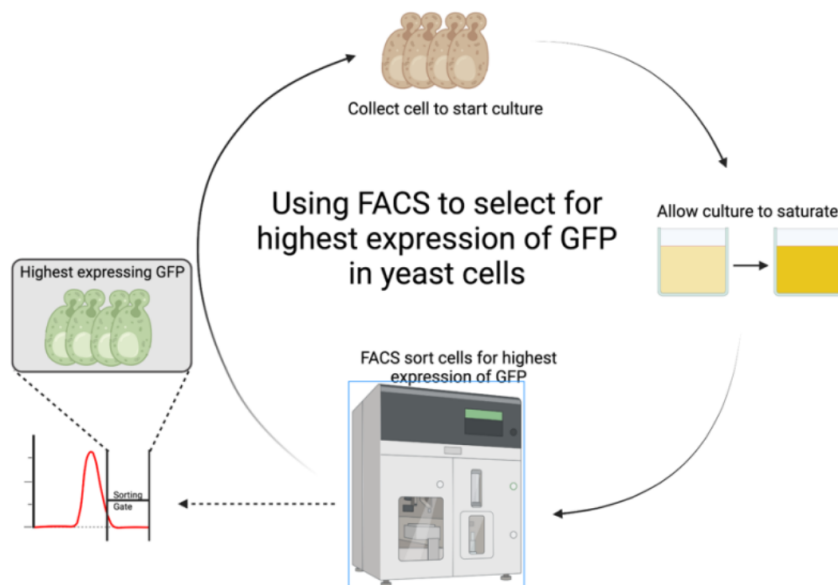 Collect cell to start culture
Using FACS to select for
highest expression of GFP
in yeast cells
Allow culture to saturate
Highest expressing GFP
FACS sort cells for highest
expression of GFP
Sorting
Gate